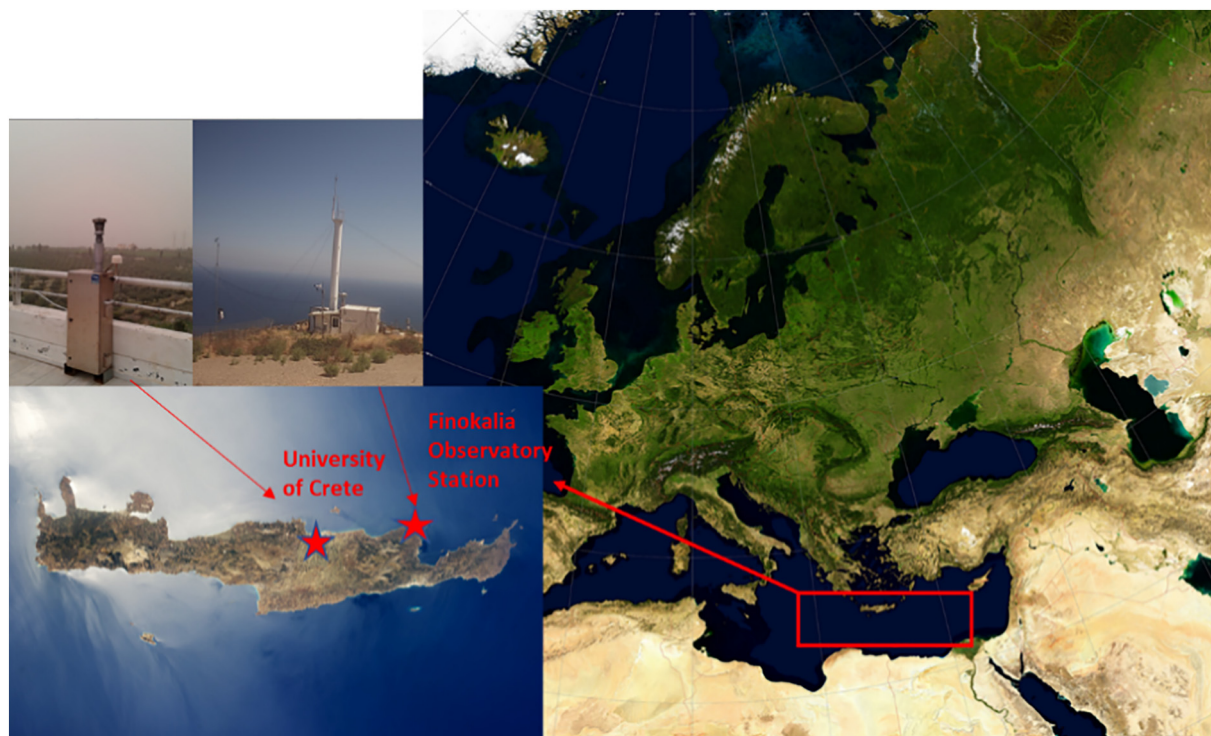 Finokalia
Observatory
Station
University
of Crete